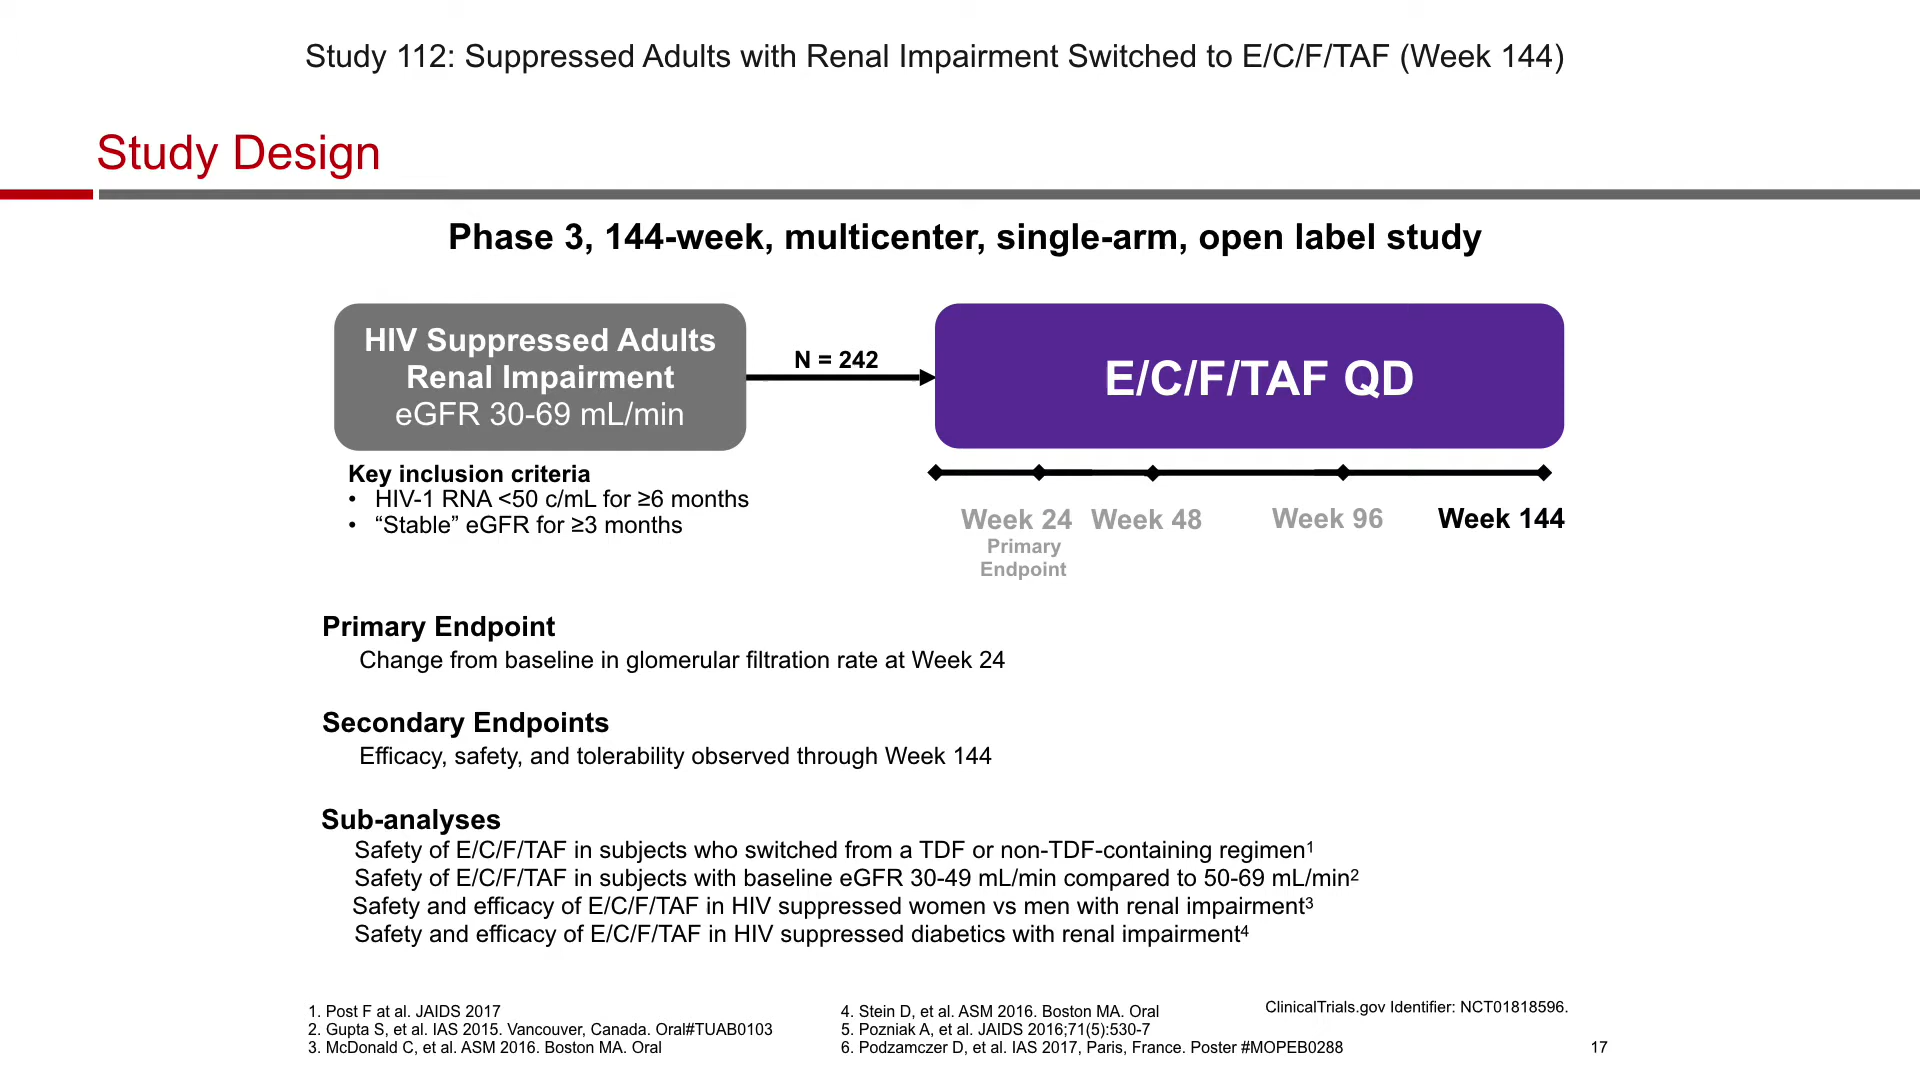 Study 112: Suppressed Adults with Renal Impairment Switched to E/C/F/TAF (Week 144)
Study Design
Phase 3, 144-week, multicenter, single-arm, open label study
HIV Suppressed Adults
Renal Impairment
eGFR 30-69 mL/min
N = 242
E/C/F/TAF QD
Key inclusion criteria
• HIV-1 RNA <50 c/mL for ≥6 months
• “Stable” eGFR for ≥3 months
Week 24 Week 48 Week 96 Week 144
Primary
Endpoint
Primary Endpoint
Change from baseline in glomerular filtration rate at Week 24
Secondary Endpoints
Efficacy, safety, and tolerability observed through Week 144
Sub-analyses
Safety of E/C/F/TAF in subjects who switched from a TDF or non-TDF-containing regimen¹
Safety of E/C/F/TAF in subjects with baseline eGFR 30-49 mL/min compared to 50-69 mL/min²
Safety and efficacy of E/C/F/TAF in HIV suppressed women vs men with renal impairment³
Safety and efficacy of E/C/F/TAF in HIV suppressed diabetics with renal impairment⁴
1. Post F at al. JAIDS 2017
2. Gupta S, et al. IAS 2015. Vancouver, Canada. Oral#TUAB0103
3. McDonald C, et al. ASM 2016. Boston MA. Oral
4. Stein D, et al. ASM 2016. Boston MA. Oral
5. Pozniak A, et al. JAIDS 2016;71(5):530-7
6. Podzamczer D, et al. IAS 2017, Paris, France. Poster #MOPEB0288
ClinicalTrials.gov Identifier: NCT01818596.
17